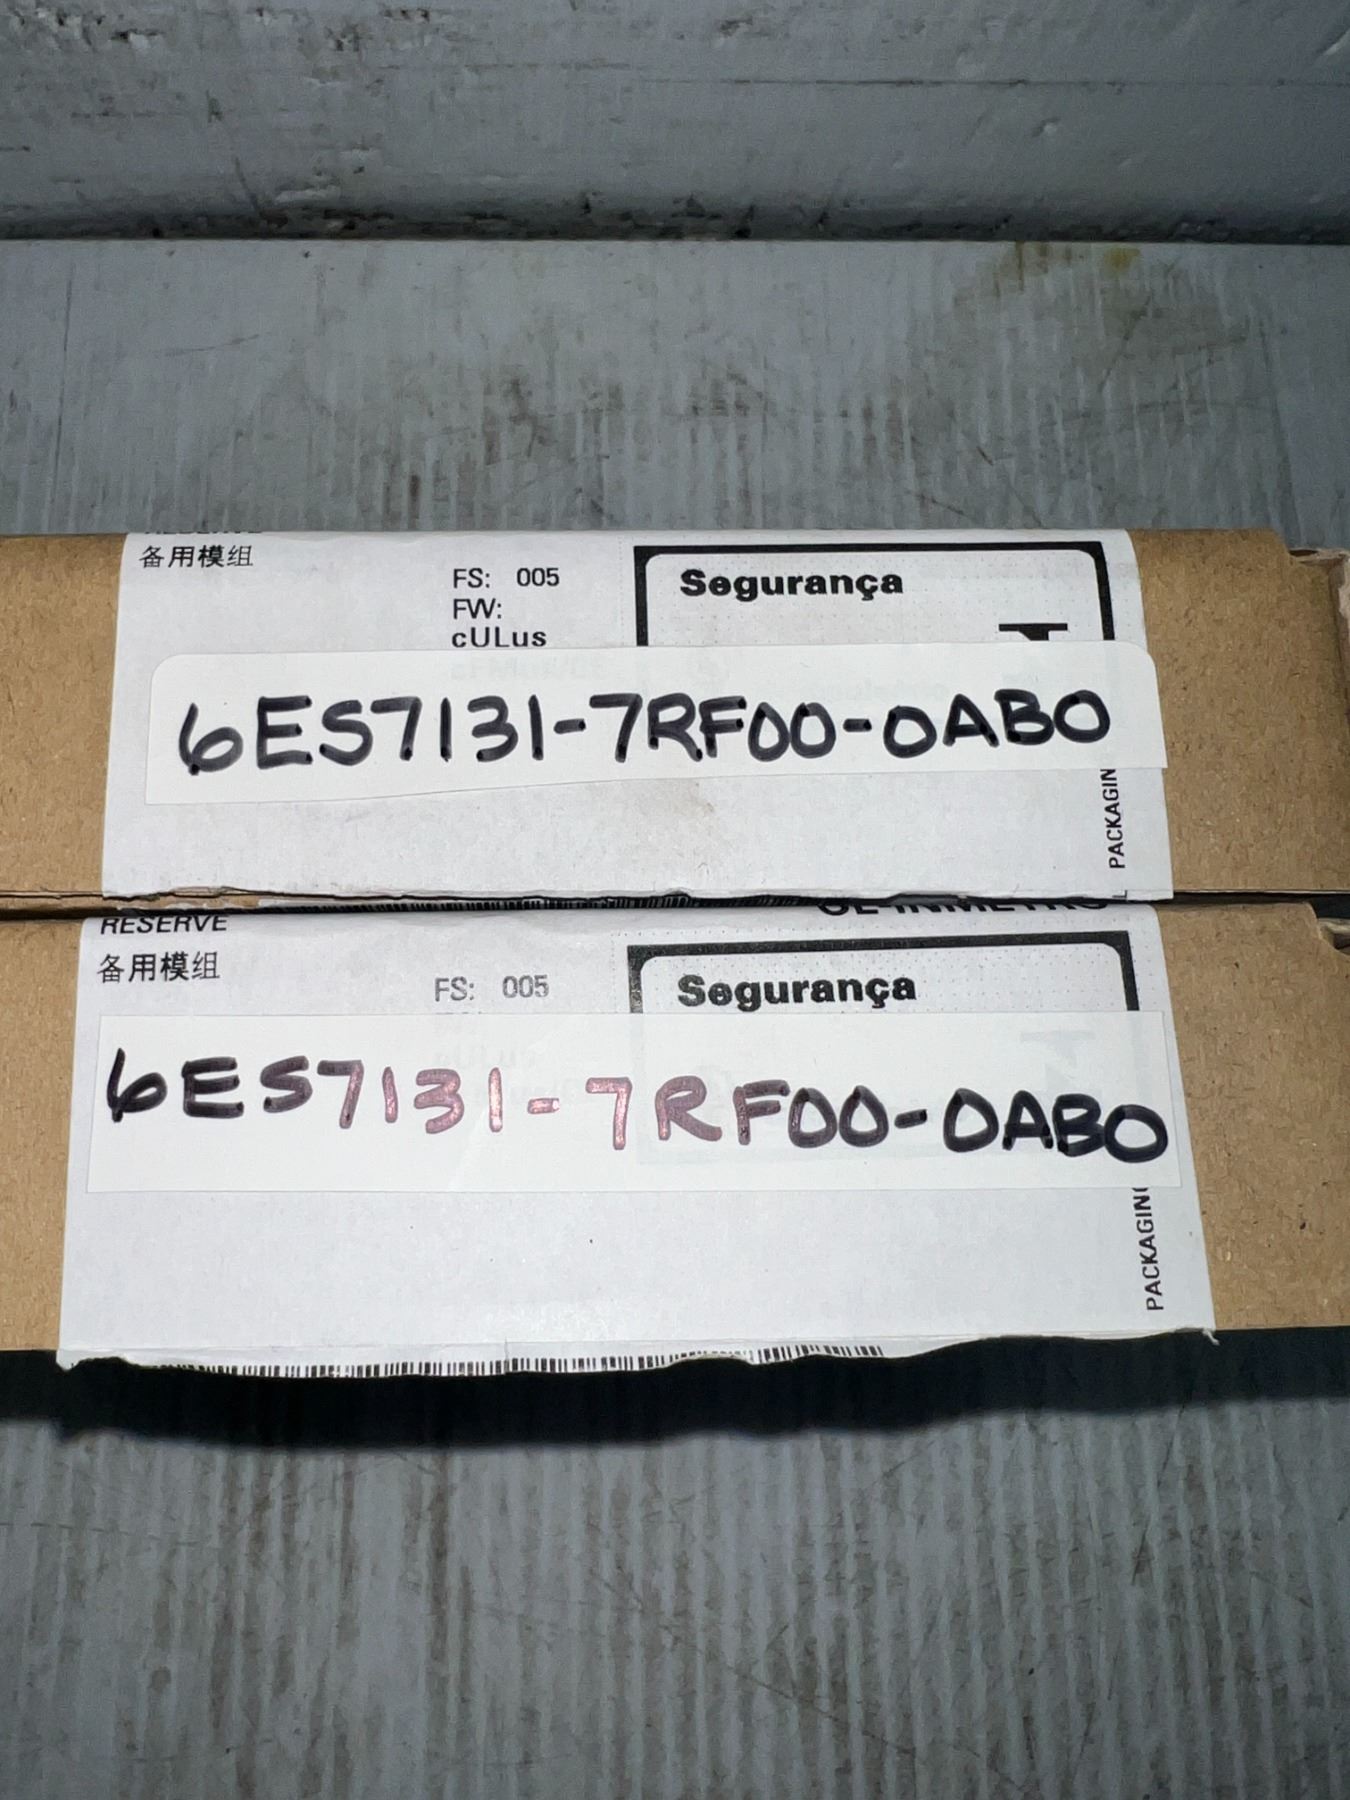 备用模组
FS: 005
FW:
cULus
Segurança
6ES7131-7RF00-0AB0
PACKAGIN
RESERVE
备用模组
FS: 005
Segurança
6ES7131-7RF00-0AB0
PACKAGING